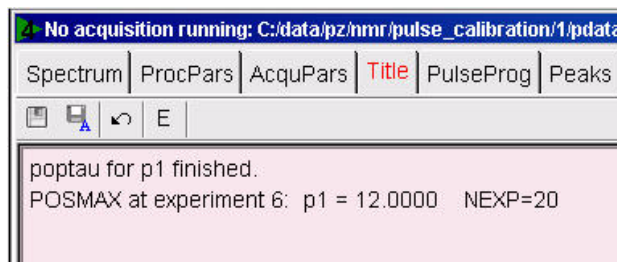 No acquisition running: C:/data/pz/nmr/pulse_calibration/1/pdata
Spectrum ProcPars AcquPars Title PulseProg Peaks
E
poptau for p1 finished.
POSMAX at experiment 6: p1 = 12.0000 NEXP=20